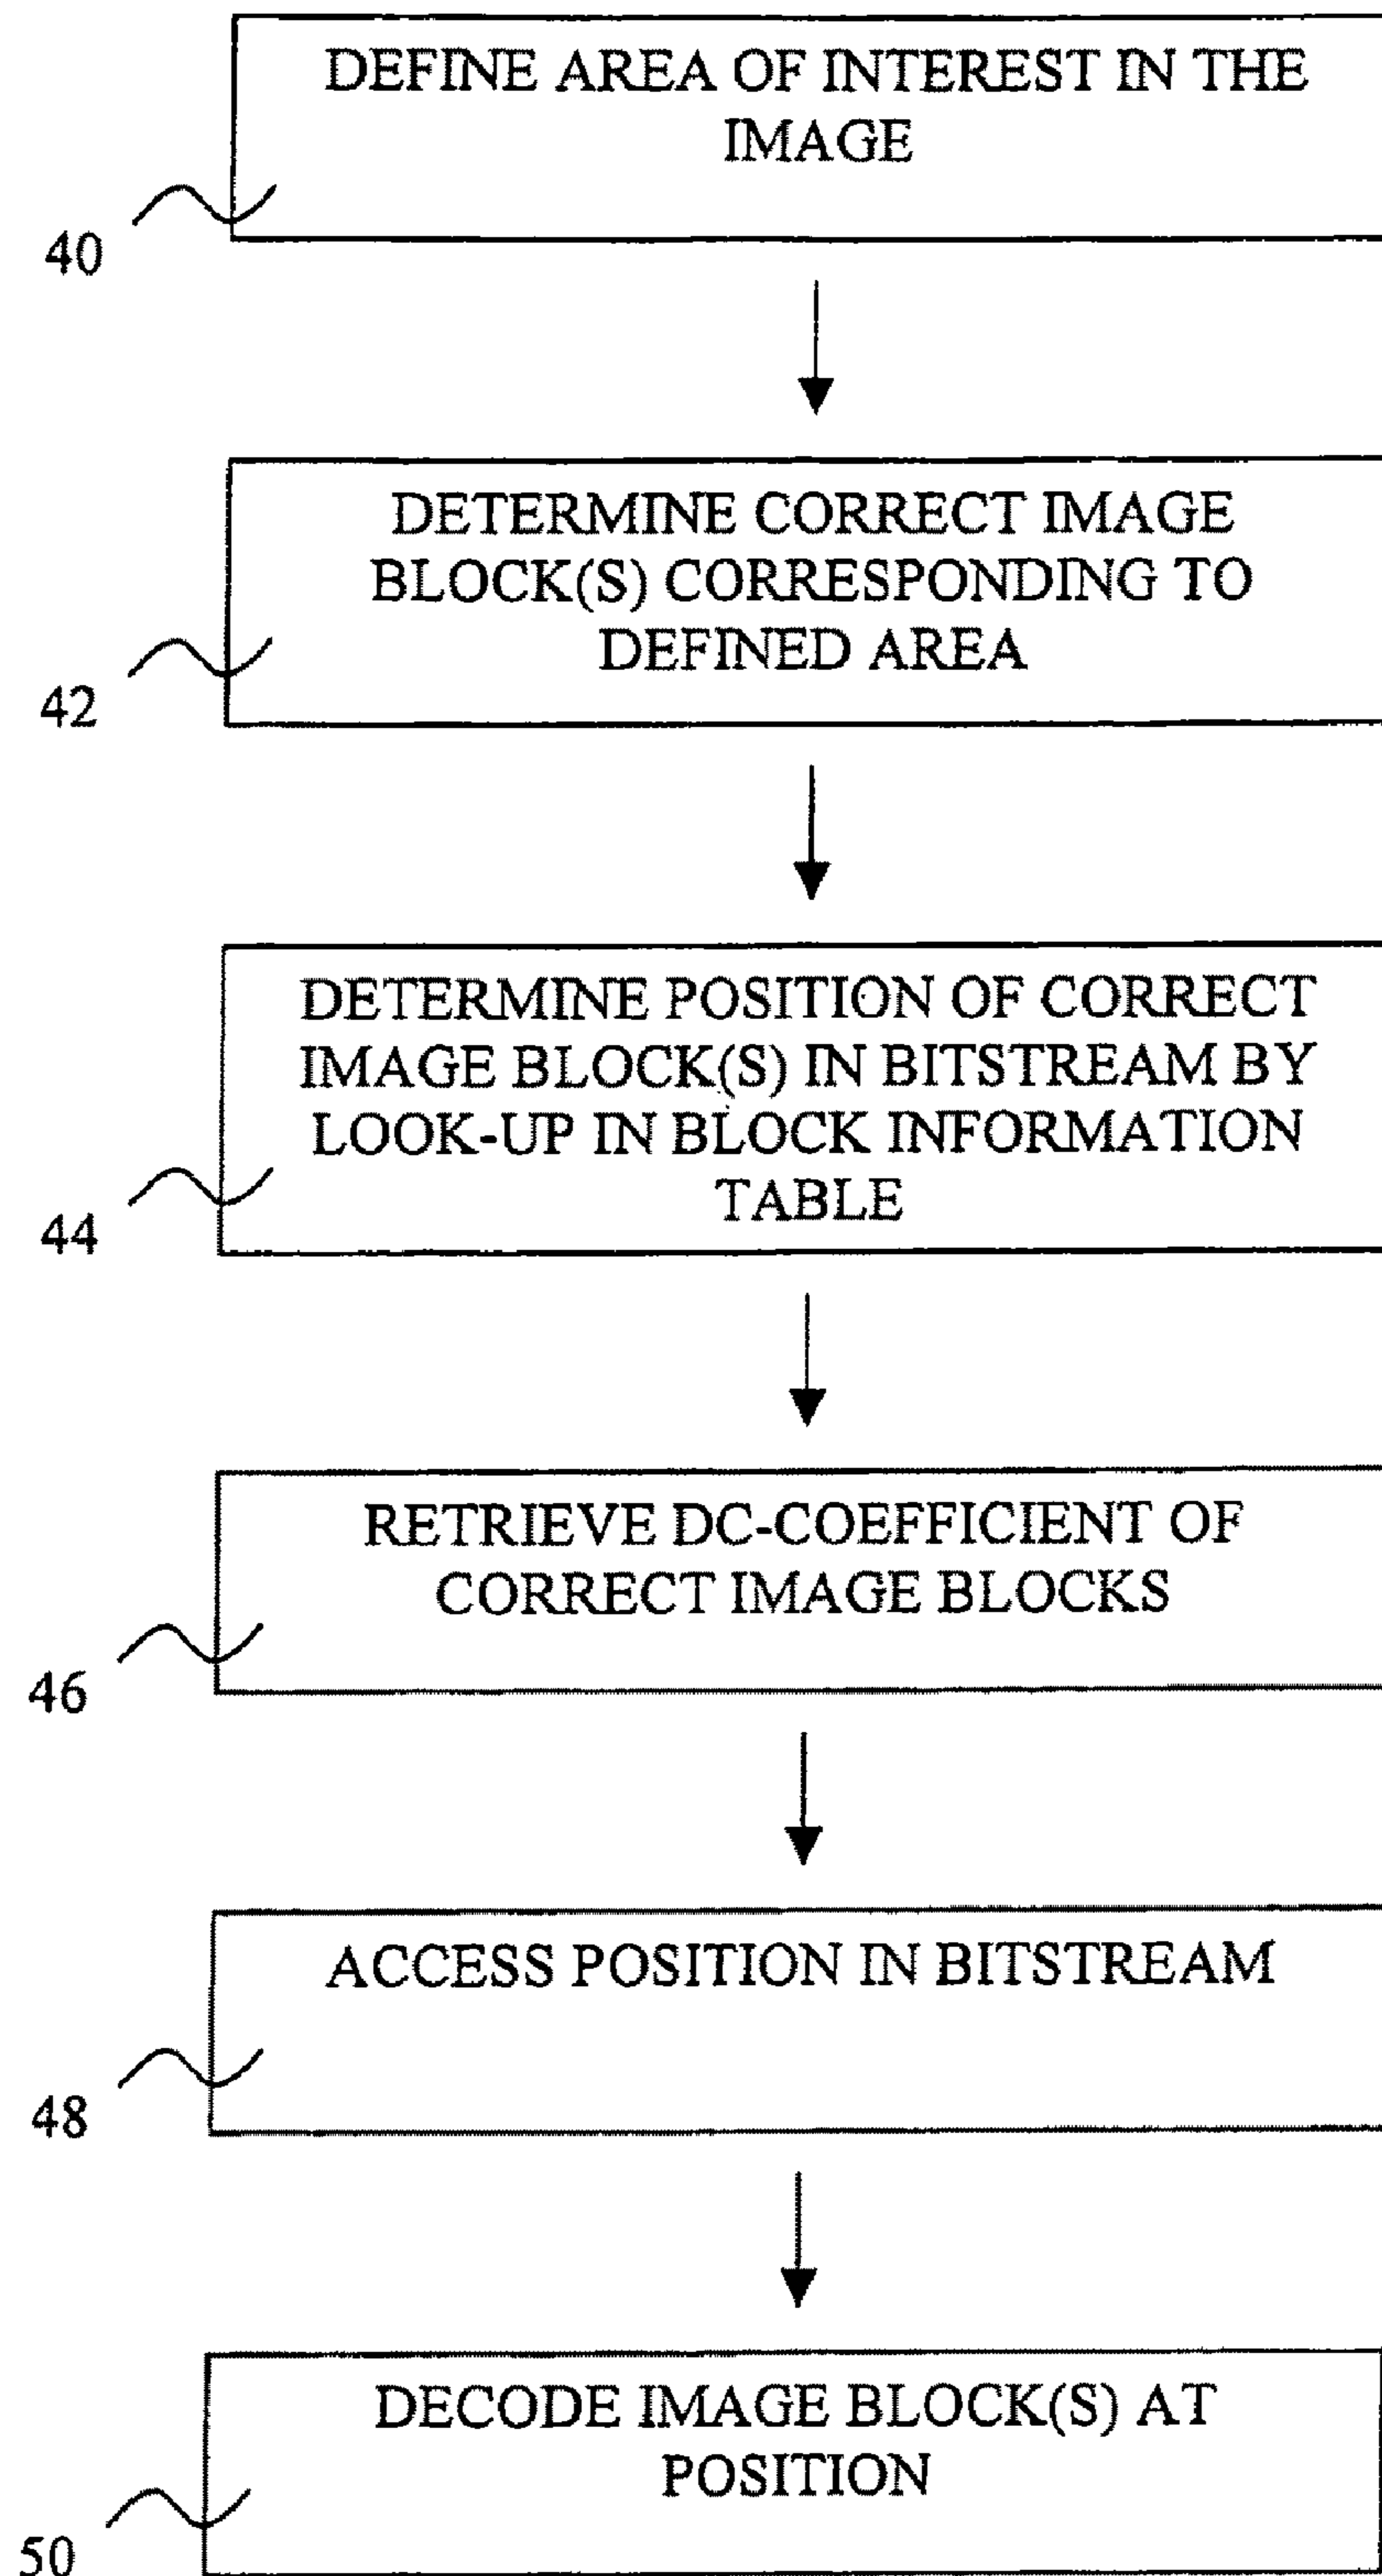 DEFINE AREA OF INTEREST IN THE
IMAGE
40
DETERMINE CORRECT IMAGE
BLOCK(S) CORRESPONDING TO
DEFINED AREA
42
DETERMINE POSITION OF CORRECT
IMAGE BLOCK(S) IN BITSTREAM BY
LOOK-UP IN BLOCK INFORMATION
TABLE
44
RETRIEVE DC-COEFFICIENT OF
CORRECT IMAGE BLOCKS
46
ACCESS POSITION IN BITSTREAM
48
DECODE IMAGE BLOCK(S) AT
POSITION
50